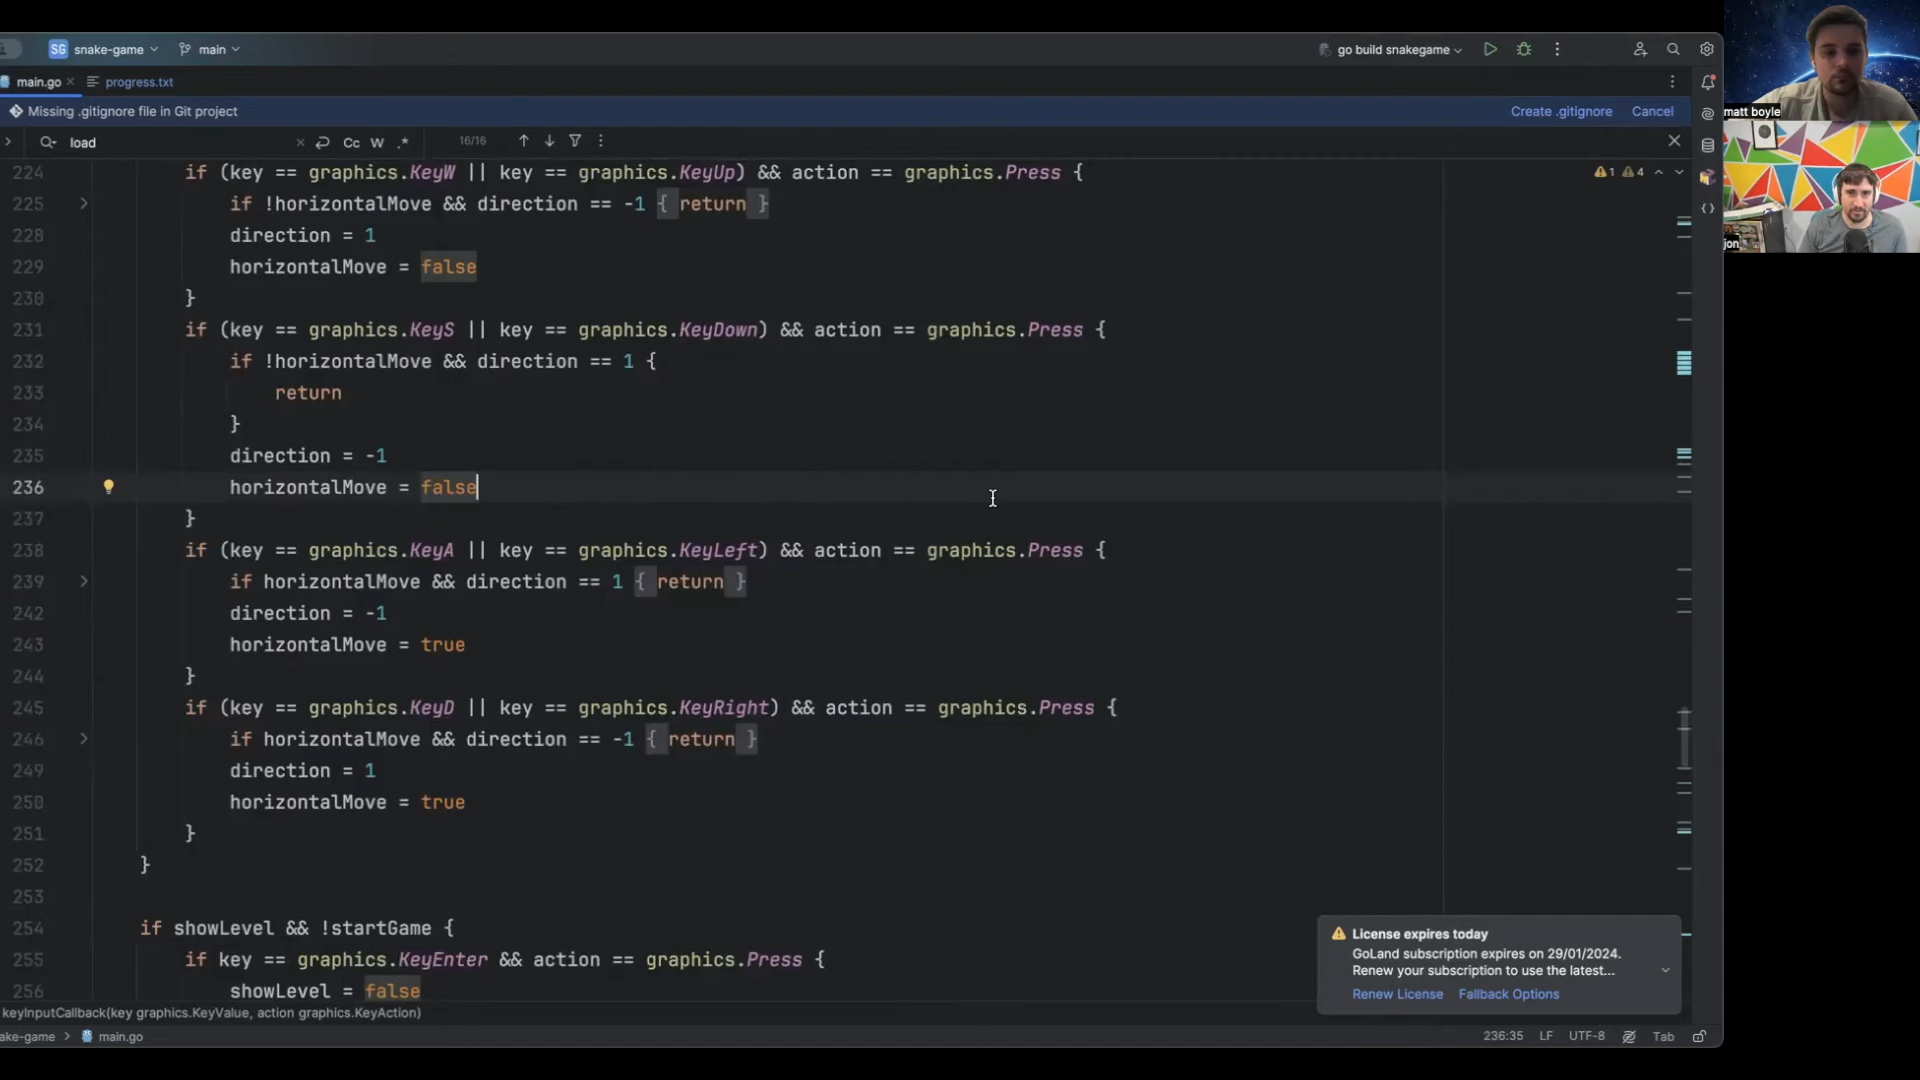 SG snake-game main go build snakegame
main.go progress.txt
Missing .gitignore file in Git project Create .gitignore Cancel
matt boyle
load Cc W .* 16/16
224 if (key == graphics.KeyW || key == graphics.KeyUp) && action == graphics.Press {
1 4
225 if !horizontalMove && direction == -1 { return }
228 direction = 1
jon
229 horizontalMove = false
230 }
231 if (key == graphics.KeyS || key == graphics.KeyDown) && action == graphics.Press {
232 if !horizontalMove && direction == 1 {
233 return
234 }
235 direction = -1
236 horizontalMove = false
237 }
238 if (key == graphics.KeyA || key == graphics.KeyLeft) && action == graphics.Press {
239 if horizontalMove && direction == 1 { return }
242 direction = -1
243 horizontalMove = true
244 }
245 if (key == graphics.KeyD || key == graphics.KeyRight) && action == graphics.Press {
246 if horizontalMove && direction == -1 { return }
249 direction = 1
250 horizontalMove = true
251 }
252 }
253
254 if showLevel && !startGame {
255 if key == graphics.KeyEnter && action == graphics.Press {
256 showLevel = false
License expires today
GoLand subscription expires on 29/01/2024.
Renew your subscription to use the latest...
Renew License Fallback Options
keyInputCallback(key graphics.KeyValue, action graphics.KeyAction)
ake-game > main.go 236:35 LF UTF-8 Tab